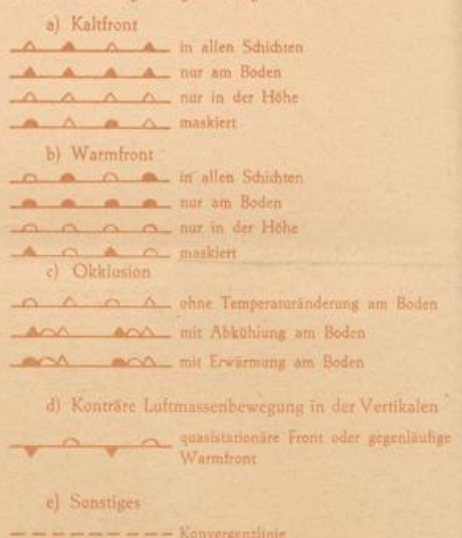 a) Kaltfront
in allen Schichten
nur am Boden
nur in der Höhe
maskiert
b) Warmfront
in allen Schichten
nur am Boden
nur in der Höhe
maskiert
c) Okklusion
ohne Temperaturänderung am Boden
mit Abkühlung am Boden
mit Erwärmung am Boden
d) Konträre Luftmassenbewegung in der Vertikalen
quasistationäre Front oder gegenläufige
Warmfront
e) Sonstiges
Konvergenzlinie